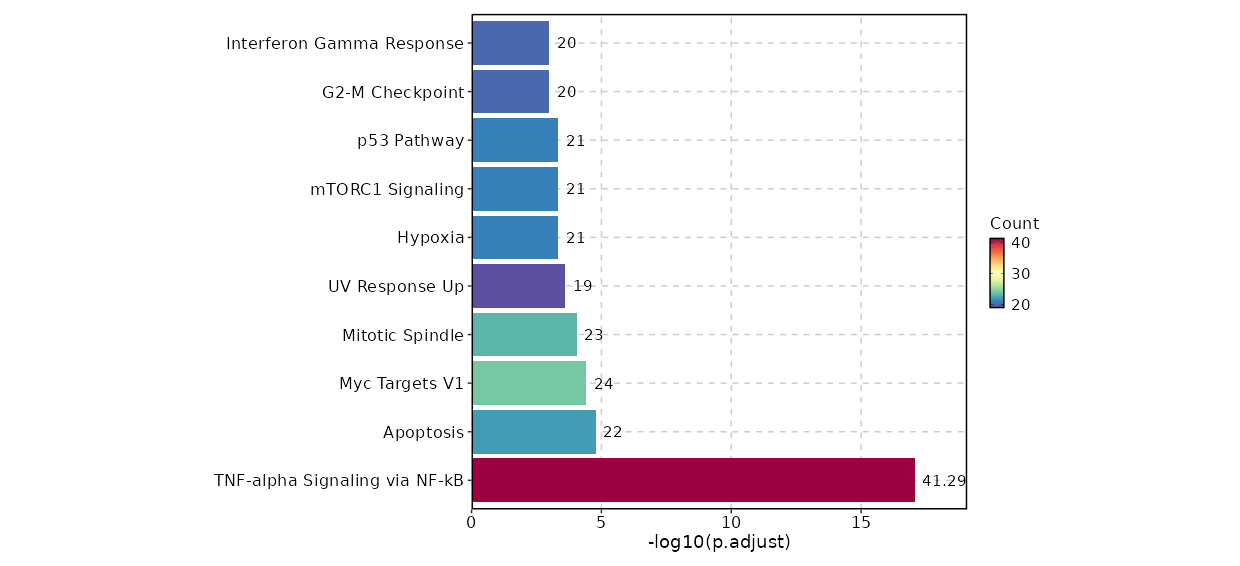 Interferon Gamma Response 20
G2-M Checkpoint 20
p53 Pathway 21
mTORC1 Signaling 21
Hypoxia 21
UV Response Up 19
Mitotic Spindle 23
Myc Targets V1 24
Apoptosis 22
TNF-alpha Signaling via NF-kB 41.29
0 5 10 15
-log10(p.adjust)
Count
40
30
20